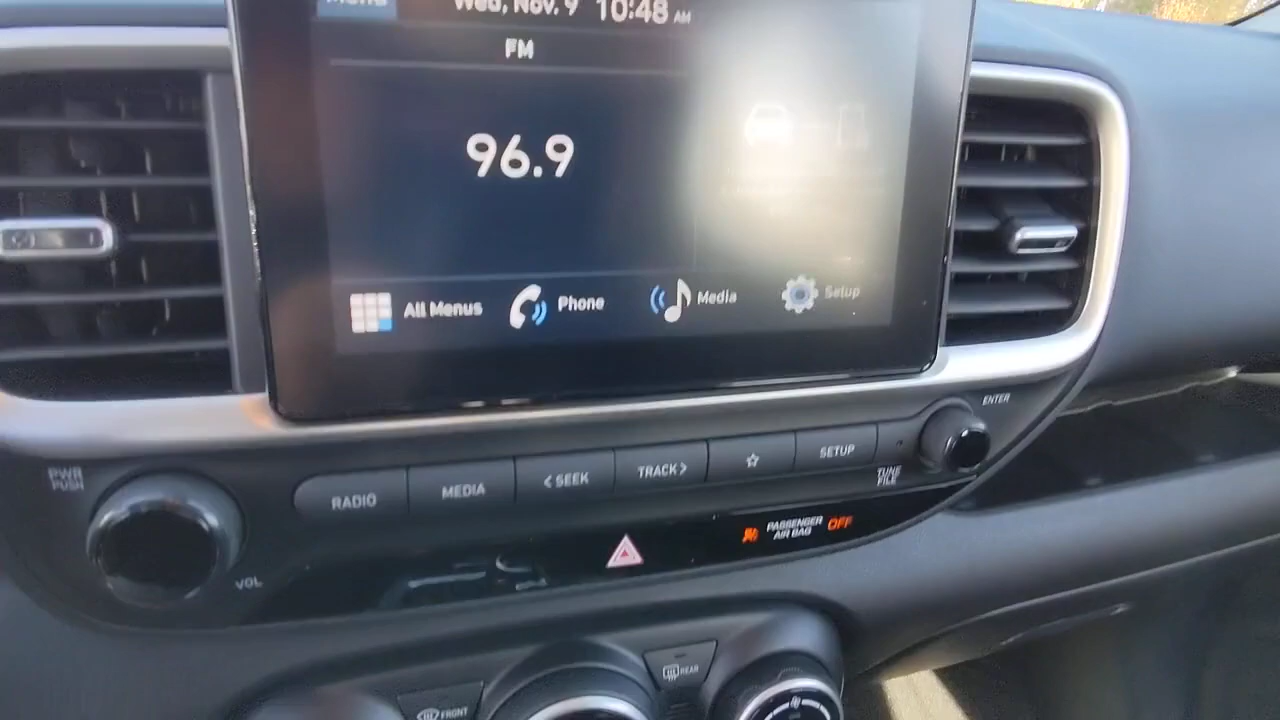 Menu
Wed, Nov. 9 10:48 AM
FM
96.9
All Menus Phone Media Setup
ENTER
PWR
PUSH
RADIO MEDIA < SEEK TRACK > SETUP
TUNE
FILE
VOL
PASSENGER
AIR BAG
OFF
FRONT
REAR